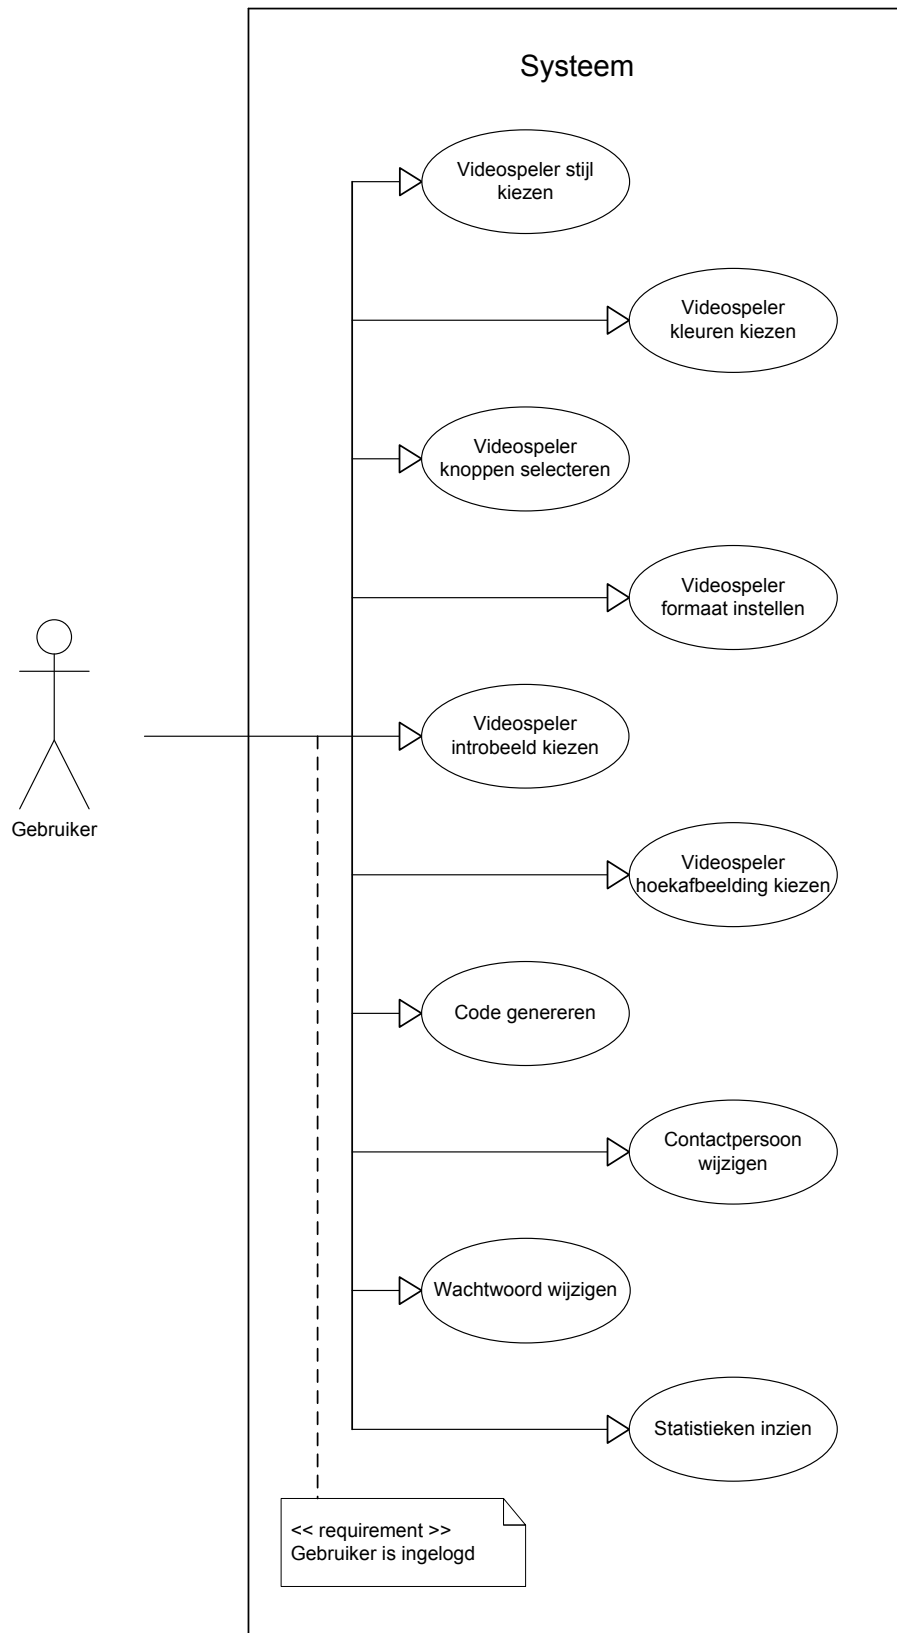 Systeem
Videospeler stijl
kiezen
Videospeler
kleuren kiezen
Videospeler
knoppen selecteren
Videospeler
formaat instellen
Videospeler
introbeeld kiezen
Gebruiker
Videospeler
hoekafbeelding kiezen
Code genereren
Contactpersoon
wijzigen
Wachtwoord wijzigen
Statistieken inzien
<< requirement >>
Gebruiker is ingelogd